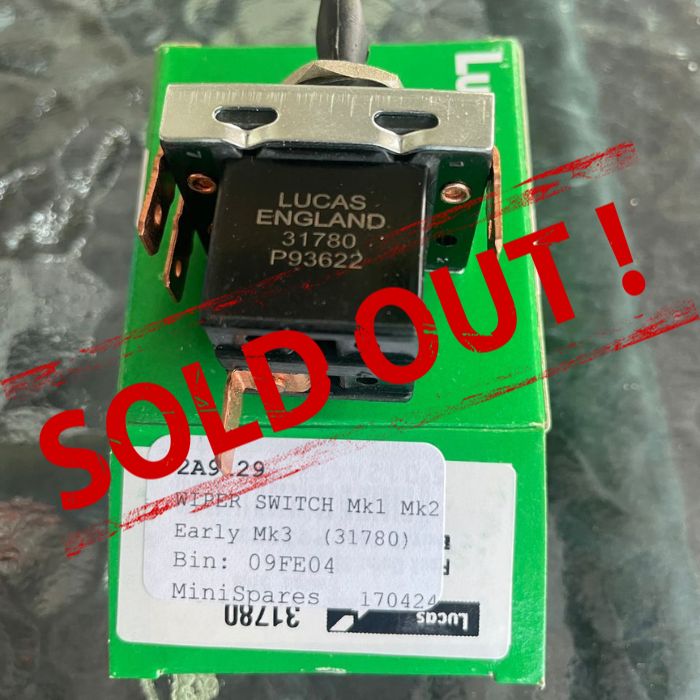 Lu
LUCAS
ENGLAND
31780
P93622
SOLD OUT !
WIPER SWITCH Mk1 Mk2
Early Mk3 (31780)
Bin: 09FE04
MiniSpares 170424
31780
Lucas